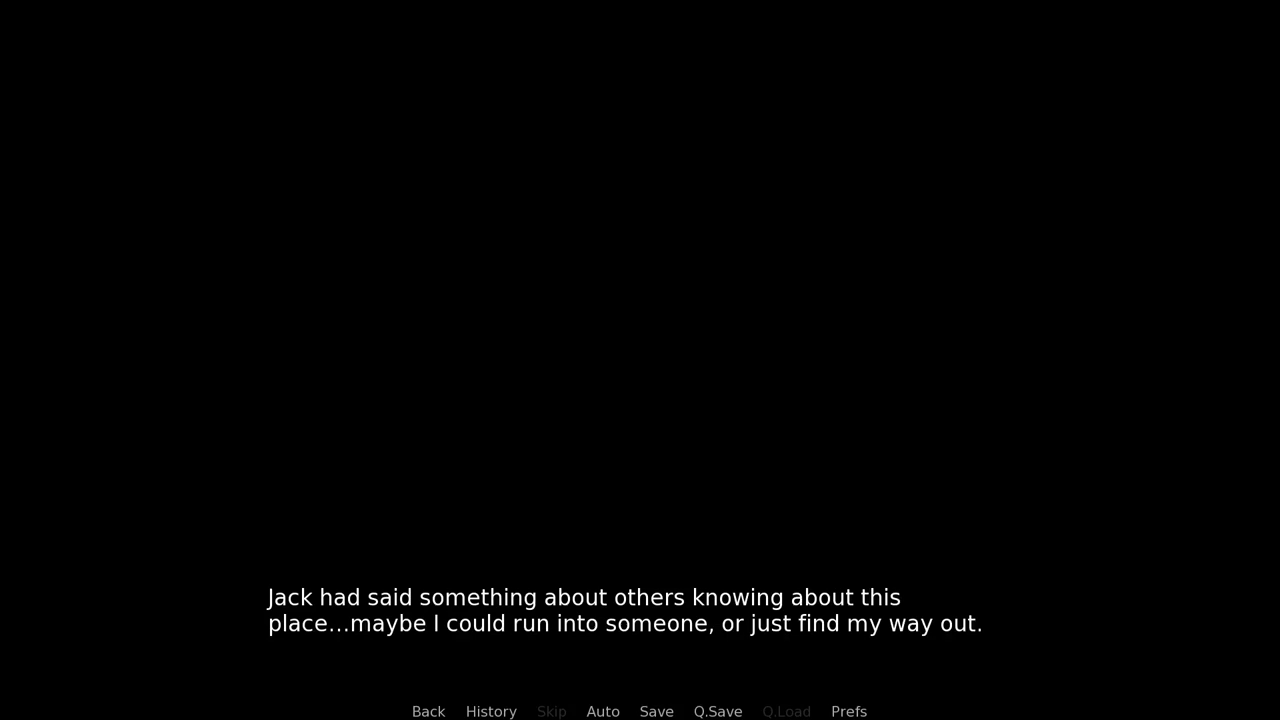 Jack had said something about others knowing about this
place…maybe I could run into someone, or just find my way out.
Back History Skip Auto Save Q.Save Q.Load Prefs